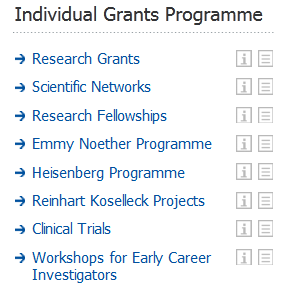 Individual Grants Programme
Research Grants
Scientific Networks
Research Fellowships
Emmy Noether Programme
Heisenberg Programme
Reinhart Koselleck Projects
Clinical Trials
Workshops for Early Career
Investigators